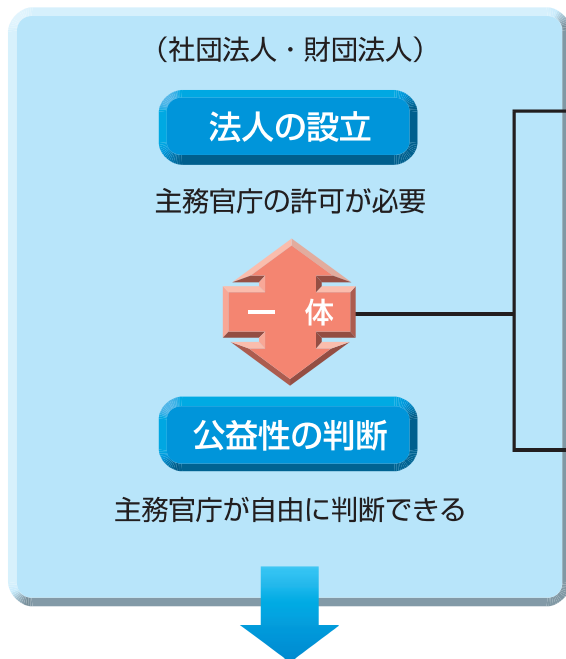 （社団法人・財団法人）
法人の設立
主務官庁の許可が必要
一 体
公益性の判断
主務官庁が自由に判断できる